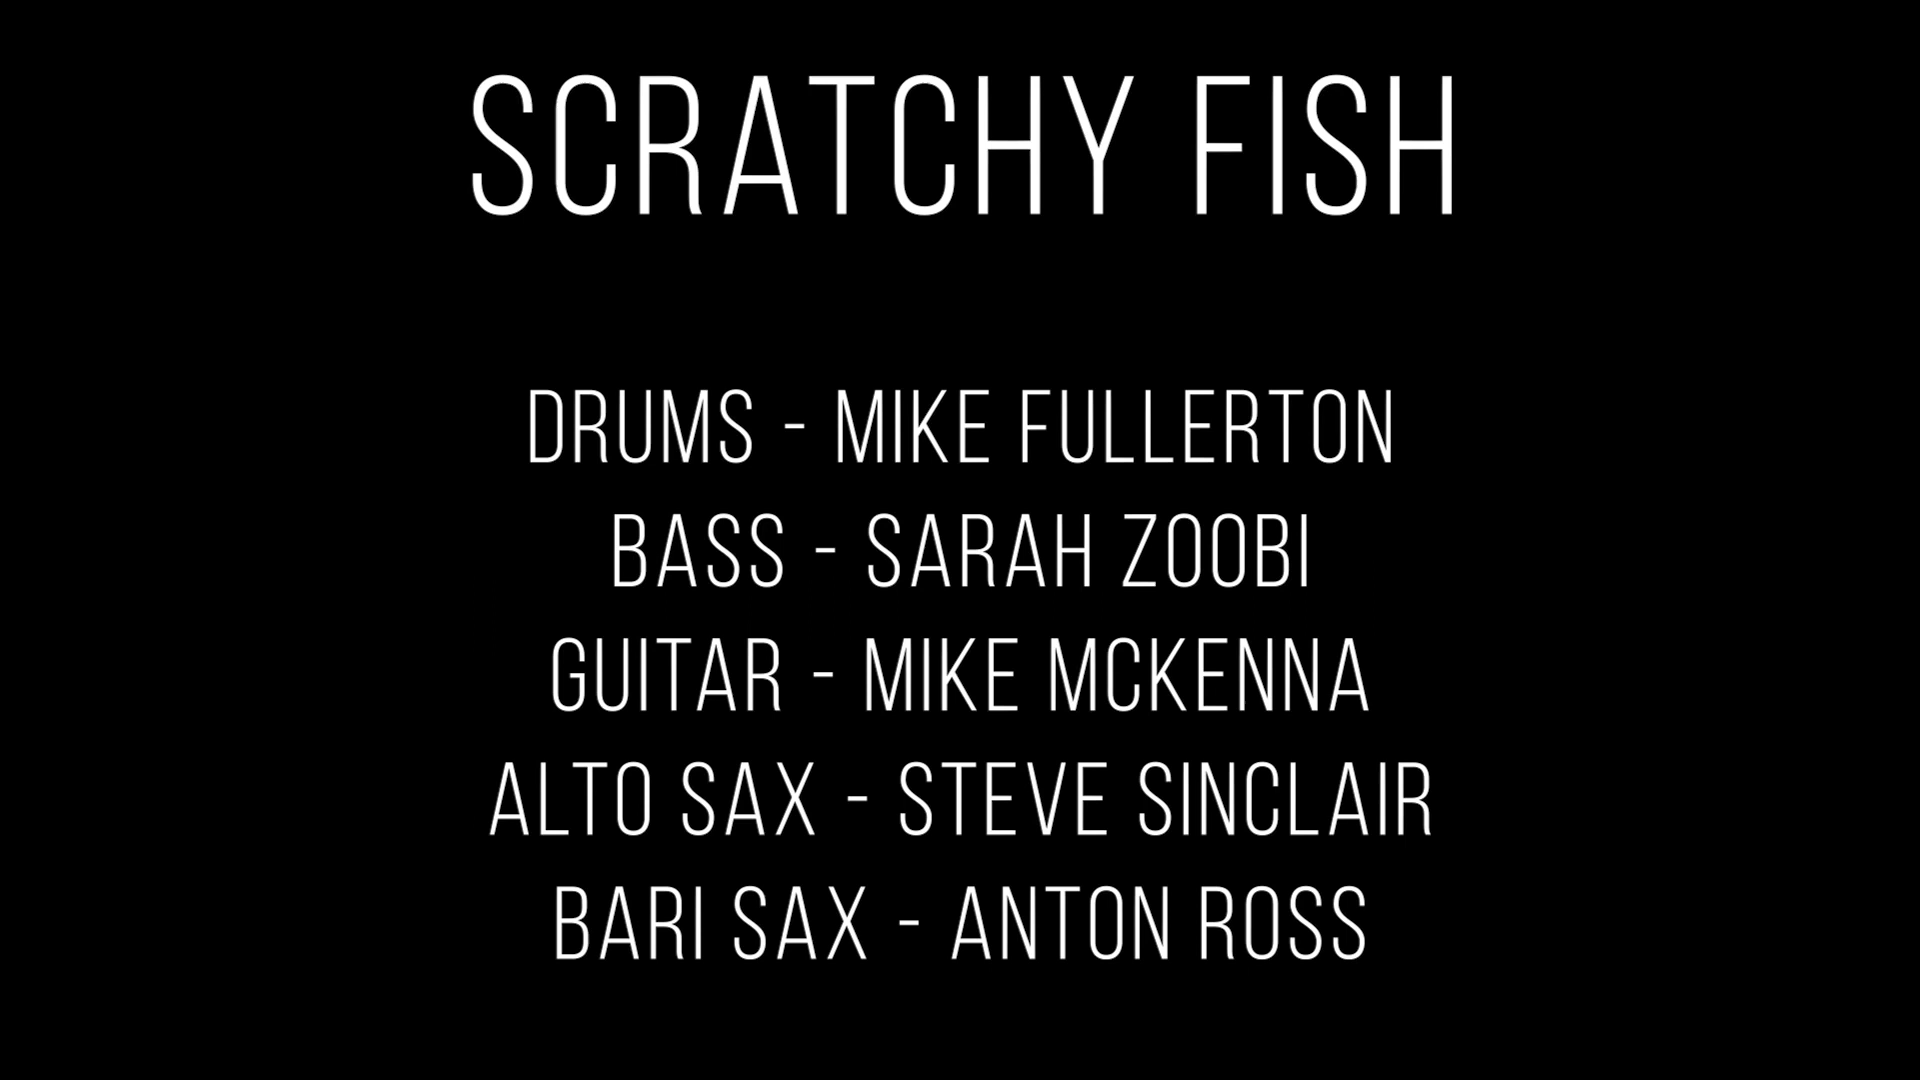 SCRATCHY FISH
DRUMS - MIKE FULLERTON
BASS - SARAH ZOOBI
GUITAR - MIKE MCKENNA
ALTO SAX - STEVE SINCLAIR
BARI SAX - ANTON ROSS